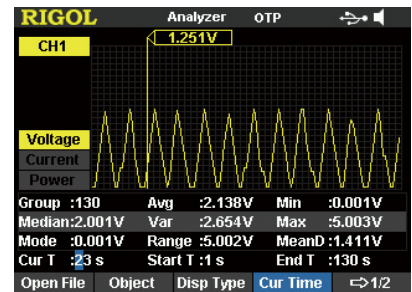 RIGOL Analyzer OTP
CH1
1.251V
Voltage
Current
Power
Group :130 Avg :2.138V Min :0.001V
Median:2.001V Var :2.654V Max :5.003V
Mode :0.001V Range :5.002V MeanD :1.411V
Cur T :23 s Start T :1 s End T :130 s
Open File Object Disp Type Cur Time ⇨1/2